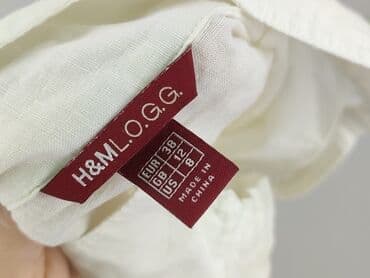 H&M L.O.G.G.
EUR 38
GB 12
US 8
MADE IN
CHINA